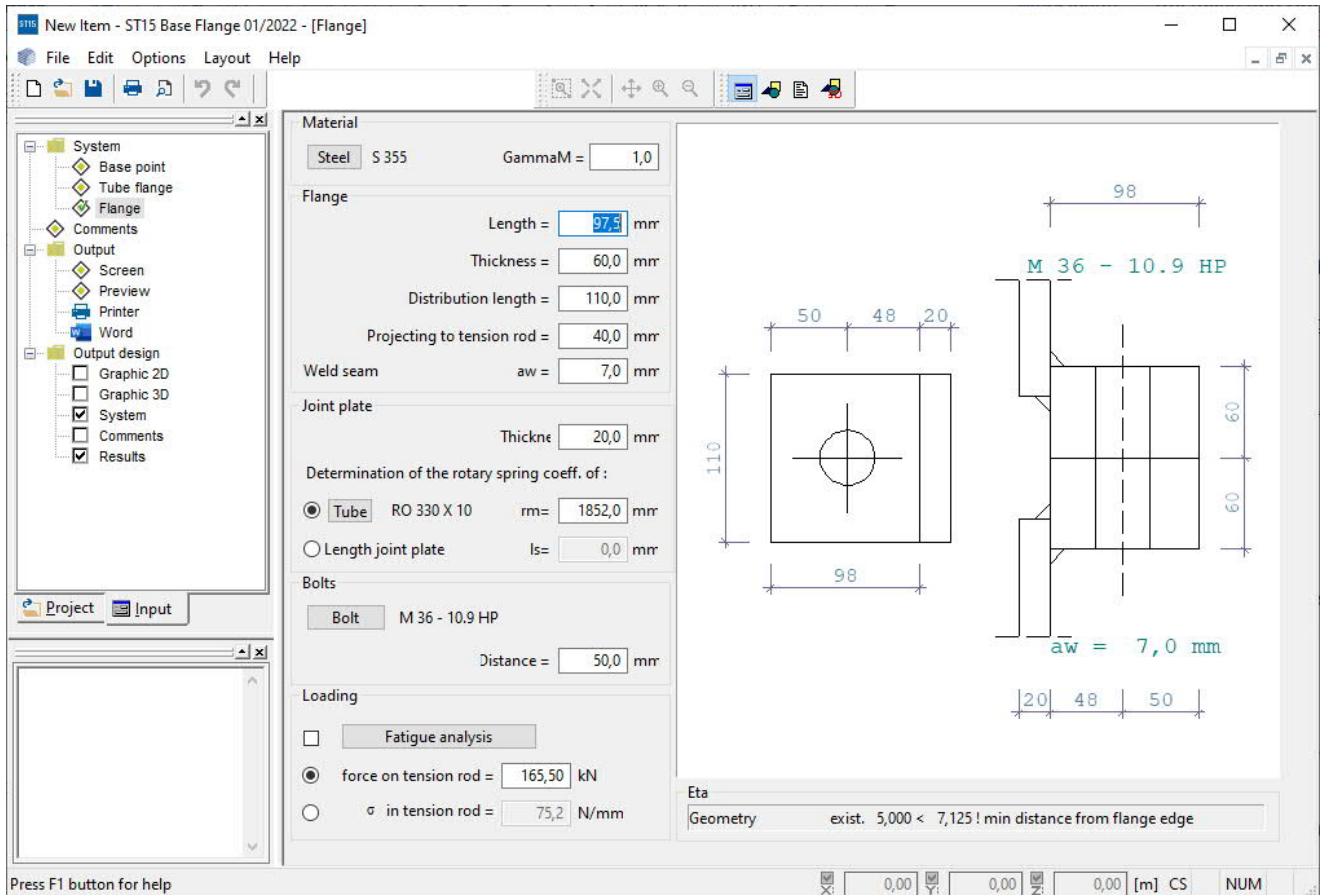 New Item - ST15 Base Flange 01/2022 - [Flange]
File Edit Options Layout Help
System
Base point
Tube flange
Flange
Comments
Output
Screen
Preview
Printer
Word
Output design
Graphic 2D
Graphic 3D
System
Comments
Results
Project Input
Material
Steel S 355 GammaM = 1,0
Flange
Length = 97,5 mm
Thickness = 60,0 mm
Distribution length = 110,0 mm
Projecting to tension rod = 40,0 mm
Weld seam aw = 7,0 mm
Joint plate
Thickne 20,0 mm
Determination of the rotary spring coeff. of :
Tube RO 330 X 10 rm= 1852,0 mm
Length joint plate ls= 0,0 mm
Bolts
Bolt M 36 - 10.9 HP
Distance = 50,0 mm
Loading
Fatigue analysis
force on tension rod = 165,50 kN
σ in tension rod = 75,2 N/mm
98
M 36 - 10.9 HP
50 48 20
110
98
60
60
aw = 7,0 mm
20 48 50
Eta
Geometry exist. 5,000 < 7,125 ! min distance from flange edge
Press F1 button for help
X: 0,00 Y: 0,00 Z: 0,00 [m] CS NUM